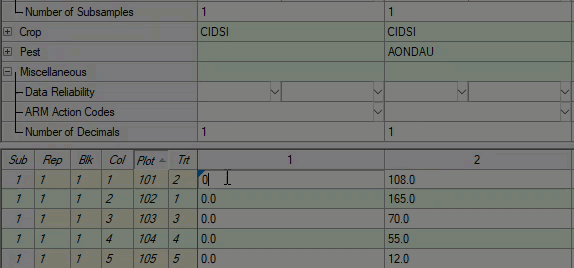 Number of Subsamples 1 1
Crop CIDSI CIDSI
Pest AONDAU
Miscellaneous
Data Reliability
ARM Action Codes
Number of Decimals 1 1
Sub Rep Blk Col Plot Trt 1 2
1 1 1 1 101 2 0 108.0
1 1 1 2 102 1 0.0 165.0
1 1 1 3 103 3 0.0 70.0
1 1 1 4 104 4 0.0 55.0
1 1 1 5 105 5 0.0 12.0